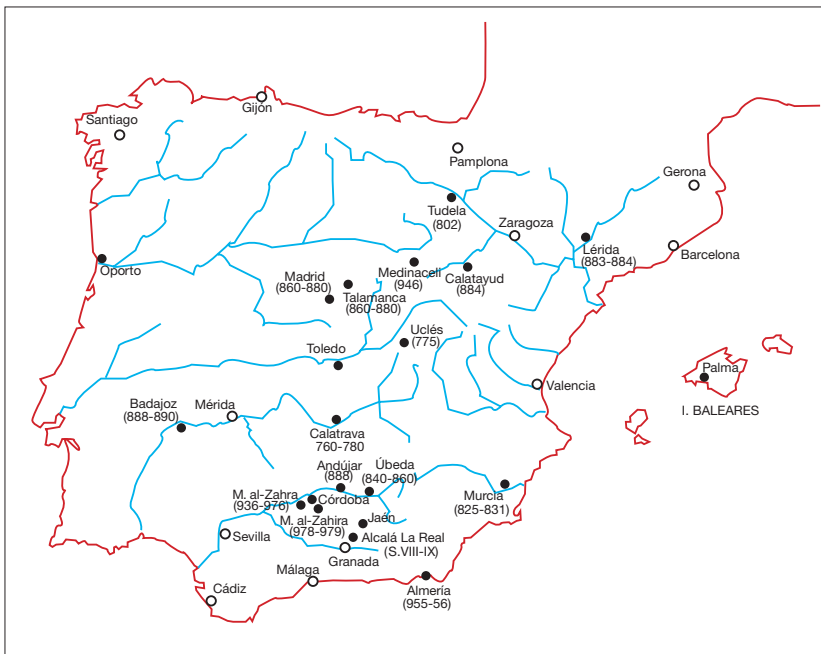 Gijón
Santiago
Pamplona
Gerona
Tudela
(802)
Zaragoza
Lérida
(883-884)
Barcelona
Oporto
Madrid
(860-880)
Talamanca
(860-880)
Medinacell
(946)
Calatayud
(884)
Uclés
(775)
Toledo
Palma
Valencia
I. BALEARES
Badajoz
(888-890)
Mérida
Calatrava
760-780
Andújar
(888)
Úbeda
(840-860)
M. al-Zahra
(936-976)
Córdoba
Murcia
(825-831)
M. al-Zahira
(978-979)
Jaén
Sevilla
Alcalá La Real
(S.VIII-IX)
Granada
Málaga
Cádiz
Almería
(955-56)